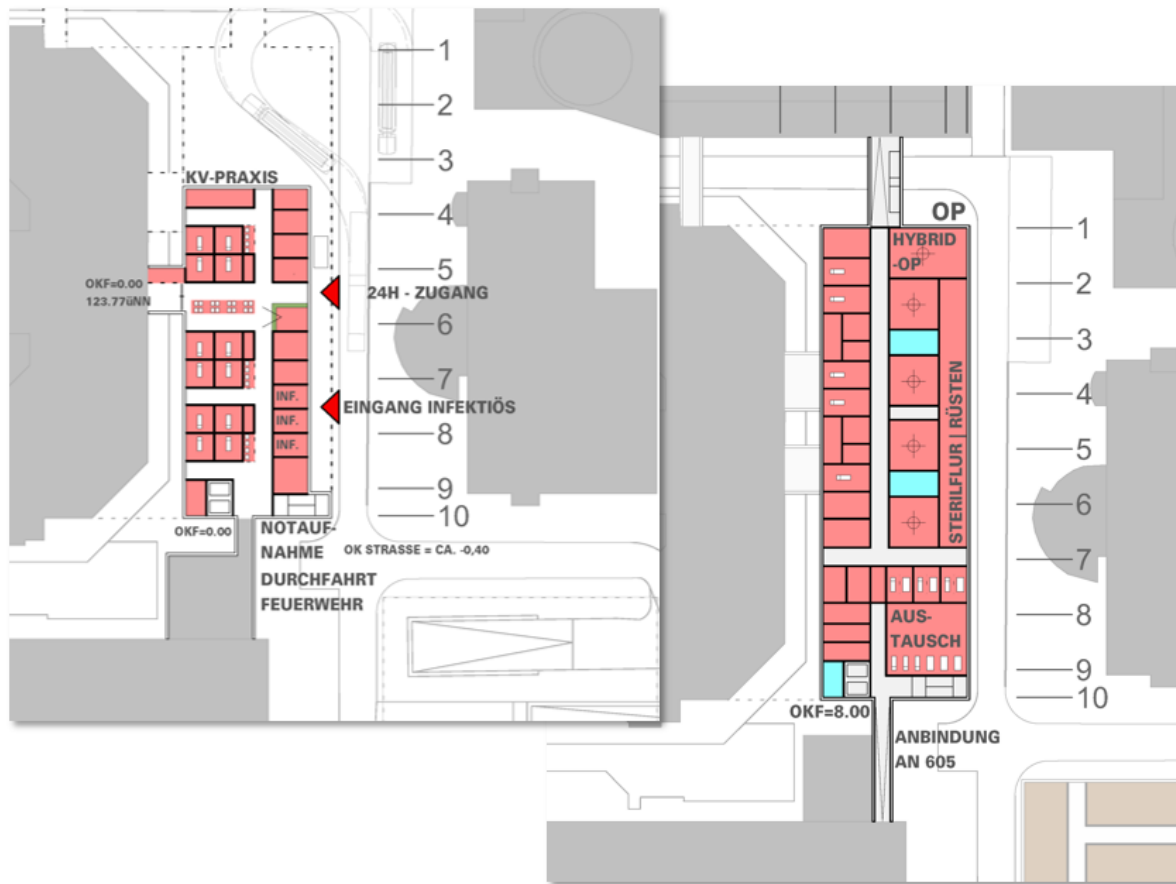 1
2
3
KV-PRAXIS
4
5
OKF=0.00
123.77üNN
24H - ZUGANG
6
7
INF.
EINGANG INFEKTIÖS
INF.
8
INF.
9
10
OKF=0.00
NOTAUF-
NAHME
DURCHFAHRT
FEUERWEHR
OK STRASSE = CA. -0,40
OP
HYBRID
-OP
1
2
3
4
5
6
7
8
9
10
STERILFLUR | RÜSTEN
AUS-
TAUSCH
OKF=8.00
ANBINDUNG
AN 605